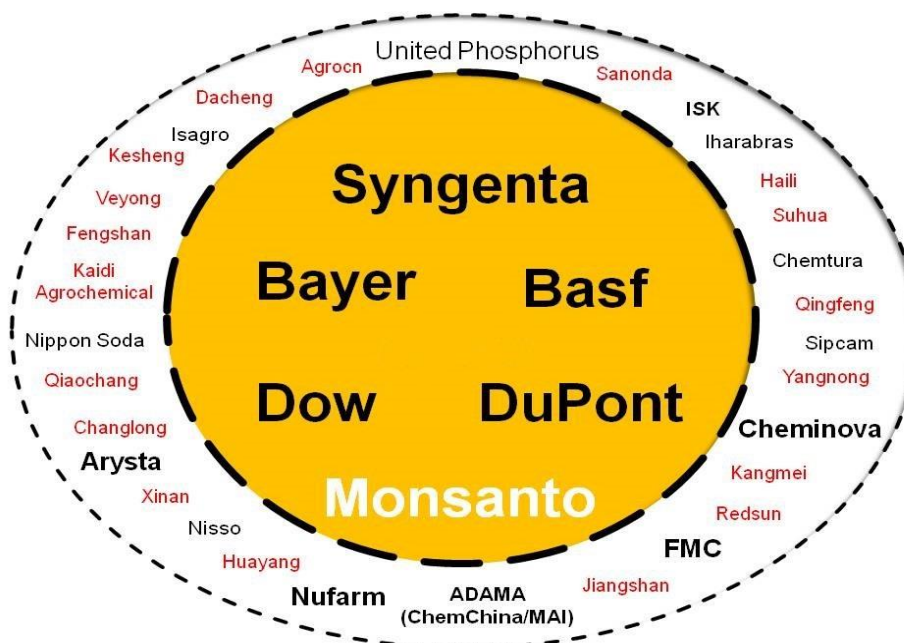 United Phosphorus
Agrocn
Sanonda
Dacheng
ISK
Isagro
Iharabras
Kesheng
Syngenta
Haili
Veyong
Suhua
Fengshan
Chemtura
Kaidi
Agrochemical
Bayer
Basf
Qingfeng
Nippon Soda
Sipcam
Qiaochang
Yangnong
Dow
DuPont
Changlong
Cheminova
Arysta
Kangmei
Xinan
Monsanto
Redsun
Nisso
FMC
Huayang
Jiangshan
Nufarm
ADAMA
(ChemChina/MAI)